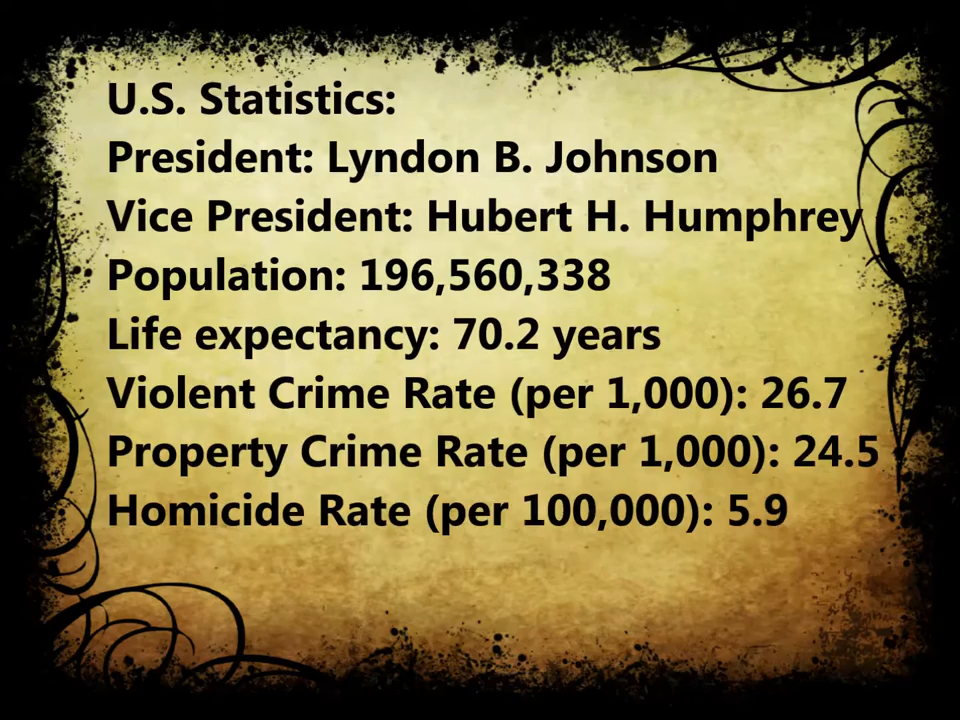 U.S. Statistics:
President: Lyndon B. Johnson
Vice President: Hubert H. Humphrey
Population: 196,560,338
Life expectancy: 70.2 years
Violent Crime Rate (per 1,000): 26.7
Property Crime Rate (per 1,000): 24.5
Homicide Rate (per 100,000): 5.9